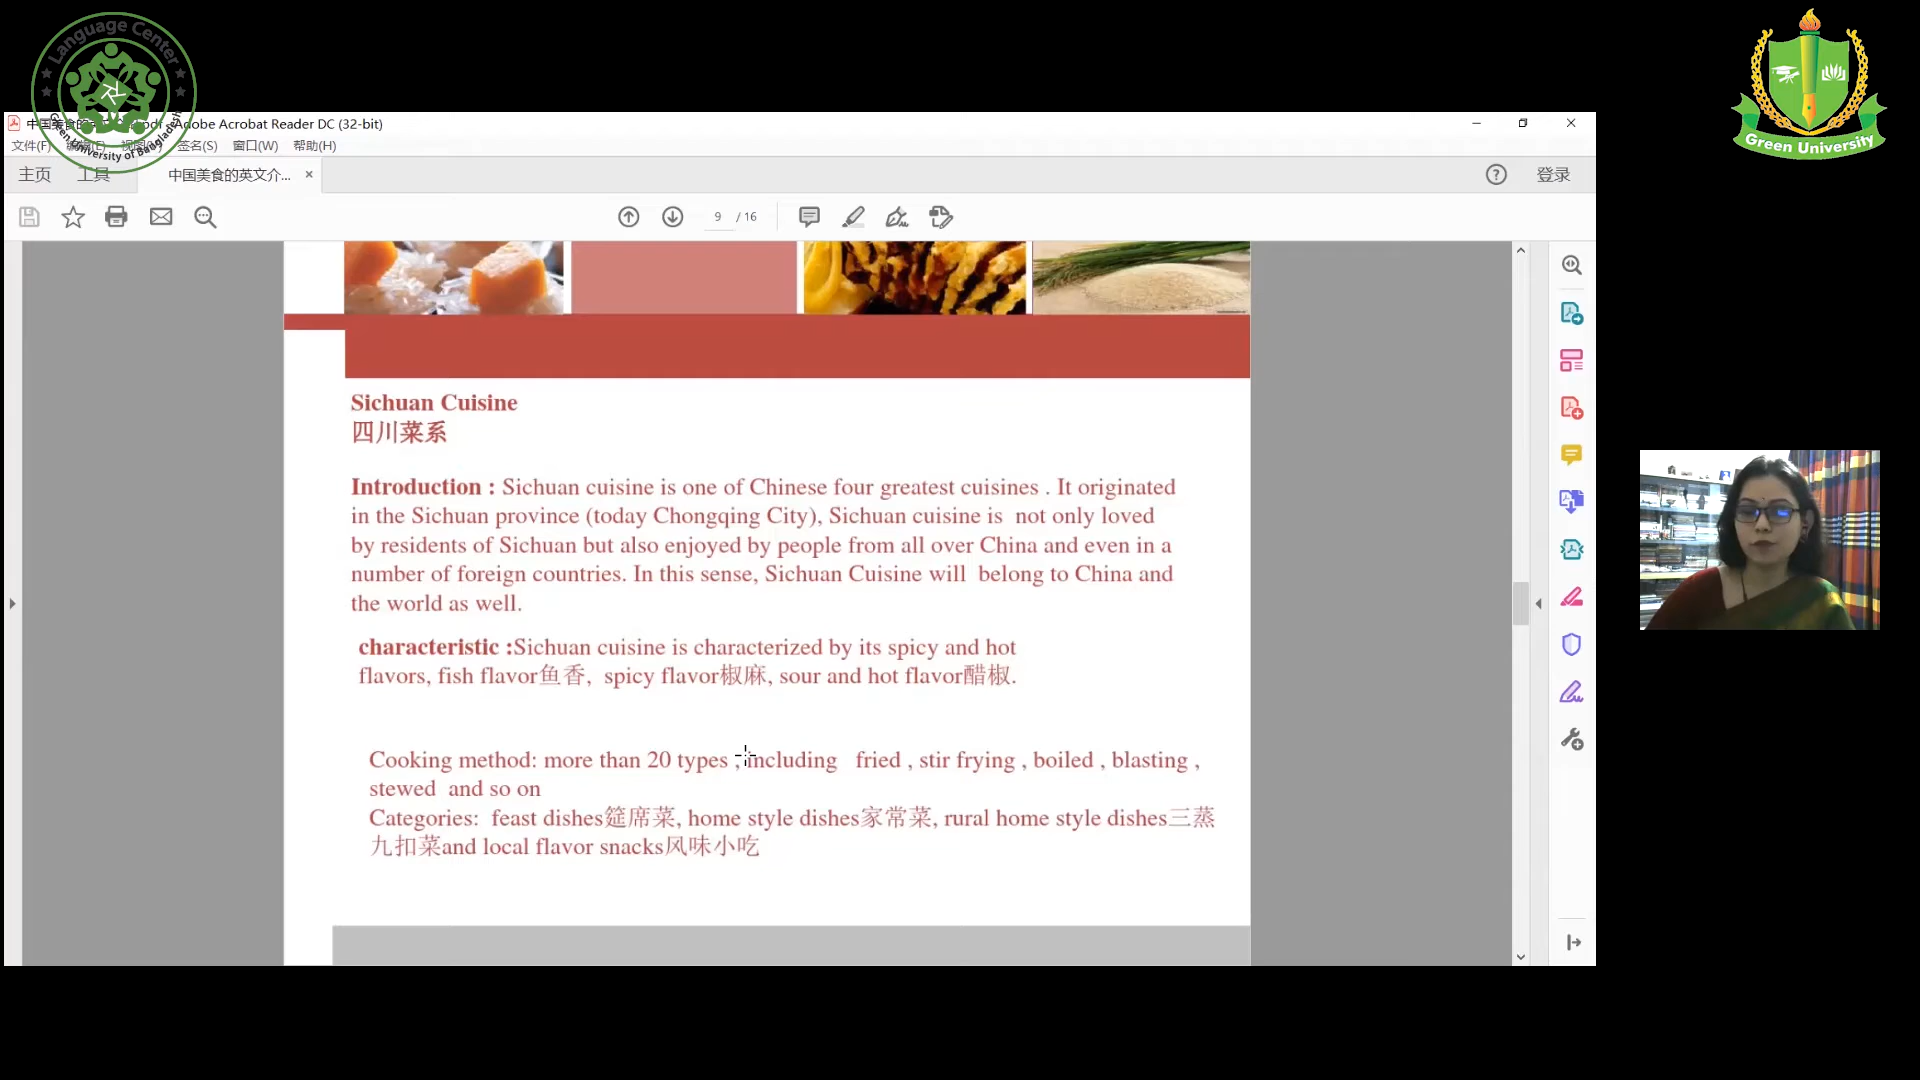 Language Center
Green University of Bangladesh
Green University
Adobe Acrobat Reader DC (32-bit)
文件(F) 签名(S) 窗口(W) 帮助(H)
主页 工具 中国美食的英文介... × 登录
9 / 16
Sichuan Cuisine
四川菜系
Introduction : Sichuan cuisine is one of Chinese four greatest cuisines . It originated
in the Sichuan province (today Chongqing City), Sichuan cuisine is not only loved
by residents of Sichuan but also enjoyed by people from all over China and even in a
number of foreign countries. In this sense, Sichuan Cuisine will belong to China and
the world as well.
characteristic :Sichuan cuisine is characterized by its spicy and hot
flavors, fish flavor鱼香, spicy flavor椒麻, sour and hot flavor醋椒.
Cooking method: more than 20 types , including fried , stir frying , boiled , blasting ,
stewed and so on
Categories: feast dishes筵席菜, home style dishes家常菜, rural home style dishes三蒸
九扣菜and local flavor snacks风味小吃